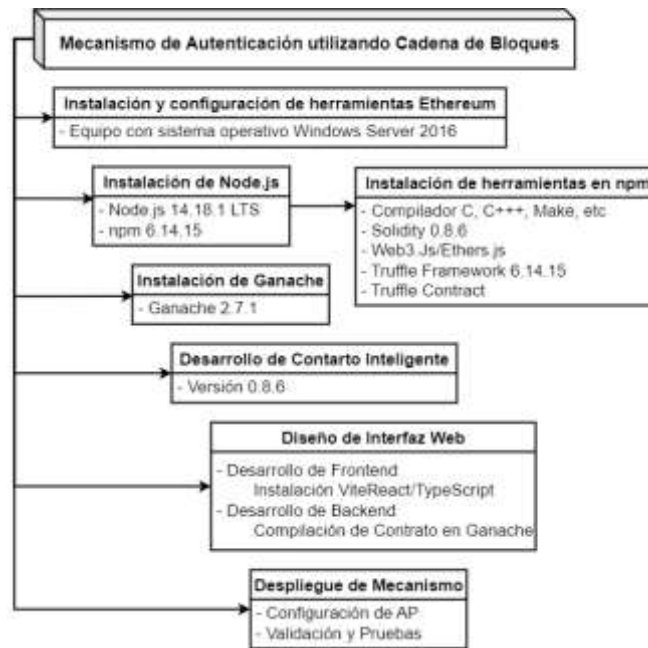 Mecanismo de Autenticación utilizando Cadena de Bloques
Instalación y configuración de herramientas Ethereum
- Equipo con sistema operativo Windows Server 2016
Instalación de Node.js
- Node.js 14.18.1 LTS
- npm 6.14.15
Instalación de herramientas en npm
- Compilador C, C+++, Make, etc
- Solidity 0.8.6
- Web3.Js/Ethers.js
- Truffle Framework 6.14.15
- Truffle Contract
Instalación de Ganache
- Ganache 2.7.1
Desarrollo de Contarto Inteligente
- Versión 0.8.6
Diseño de Interfaz Web
- Desarrollo de Frontend
Instalación ViteReact/TypeScript
- Desarrollo de Backend
Compilación de Contrato en Ganache
Despliegue de Mecanismo
- Configuración de AP
- Validación y Pruebas